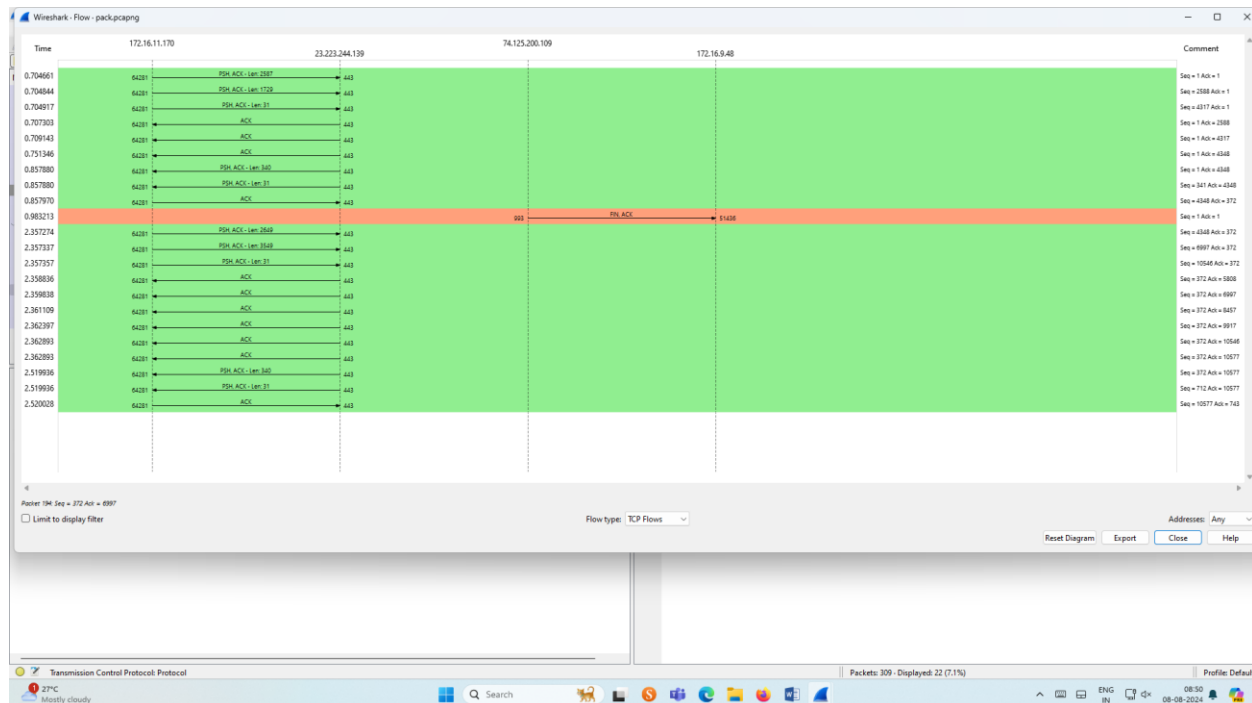 Wireshark - Flow - pack.pcapng
Time 172.16.11.170 23.223.244.139 74.125.200.109 172.16.9.48 Comment
0.704661 64281 PSH, ACK - Len: 2587 443 Seq = 1 Ack = 1
0.704844 64281 PSH, ACK - Len: 1729 443 Seq = 2588 Ack = 1
0.704917 64281 PSH, ACK - Len: 31 443 Seq = 4317 Ack = 1
0.707303 64281 ACK 443 Seq = 1 Ack = 2588
0.709143 64281 ACK 443 Seq = 1 Ack = 4317
0.751346 64281 ACK 443 Seq = 1 Ack = 4348
0.857880 64281 PSH, ACK - Len: 340 443 Seq = 1 Ack = 4348
0.857880 64281 PSH, ACK - Len: 31 443 Seq = 341 Ack = 4348
0.857970 64281 ACK 443 Seq = 4348 Ack = 372
0.983213 993 FIN, ACK 51436 Seq = 1 Ack = 1
2.357274 64281 PSH, ACK - Len: 2649 443 Seq = 4348 Ack = 372
2.357337 64281 PSH, ACK - Len: 3549 443 Seq = 6997 Ack = 372
2.357357 64281 PSH, ACK - Len: 31 443 Seq = 10546 Ack = 372
2.358836 64281 ACK 443 Seq = 372 Ack = 5808
2.359838 64281 ACK 443 Seq = 372 Ack = 6997
2.361109 64281 ACK 443 Seq = 372 Ack = 8457
2.362397 64281 ACK 443 Seq = 372 Ack = 9917
2.362893 64281 ACK 443 Seq = 372 Ack = 10546
2.362893 64281 ACK 443 Seq = 372 Ack = 10577
2.519936 64281 PSH, ACK - Len: 340 443 Seq = 372 Ack = 10577
2.519936 64281 PSH, ACK - Len: 31 443 Seq = 712 Ack = 10577
2.520028 64281 ACK 443 Seq = 10577 Ack = 743
Packet 194: Seq = 372 Ack = 6997
Limit to display filter Flow type: TCP Flows Addresses: Any
Reset Diagram Export Close Help
Transmission Control Protocol: Protocol Packets: 309 · Displayed: 22 (7.1%) Profile: Defaul
1 27°C
Mostly cloudy
Search
ENG
IN
08:50
08-08-2024